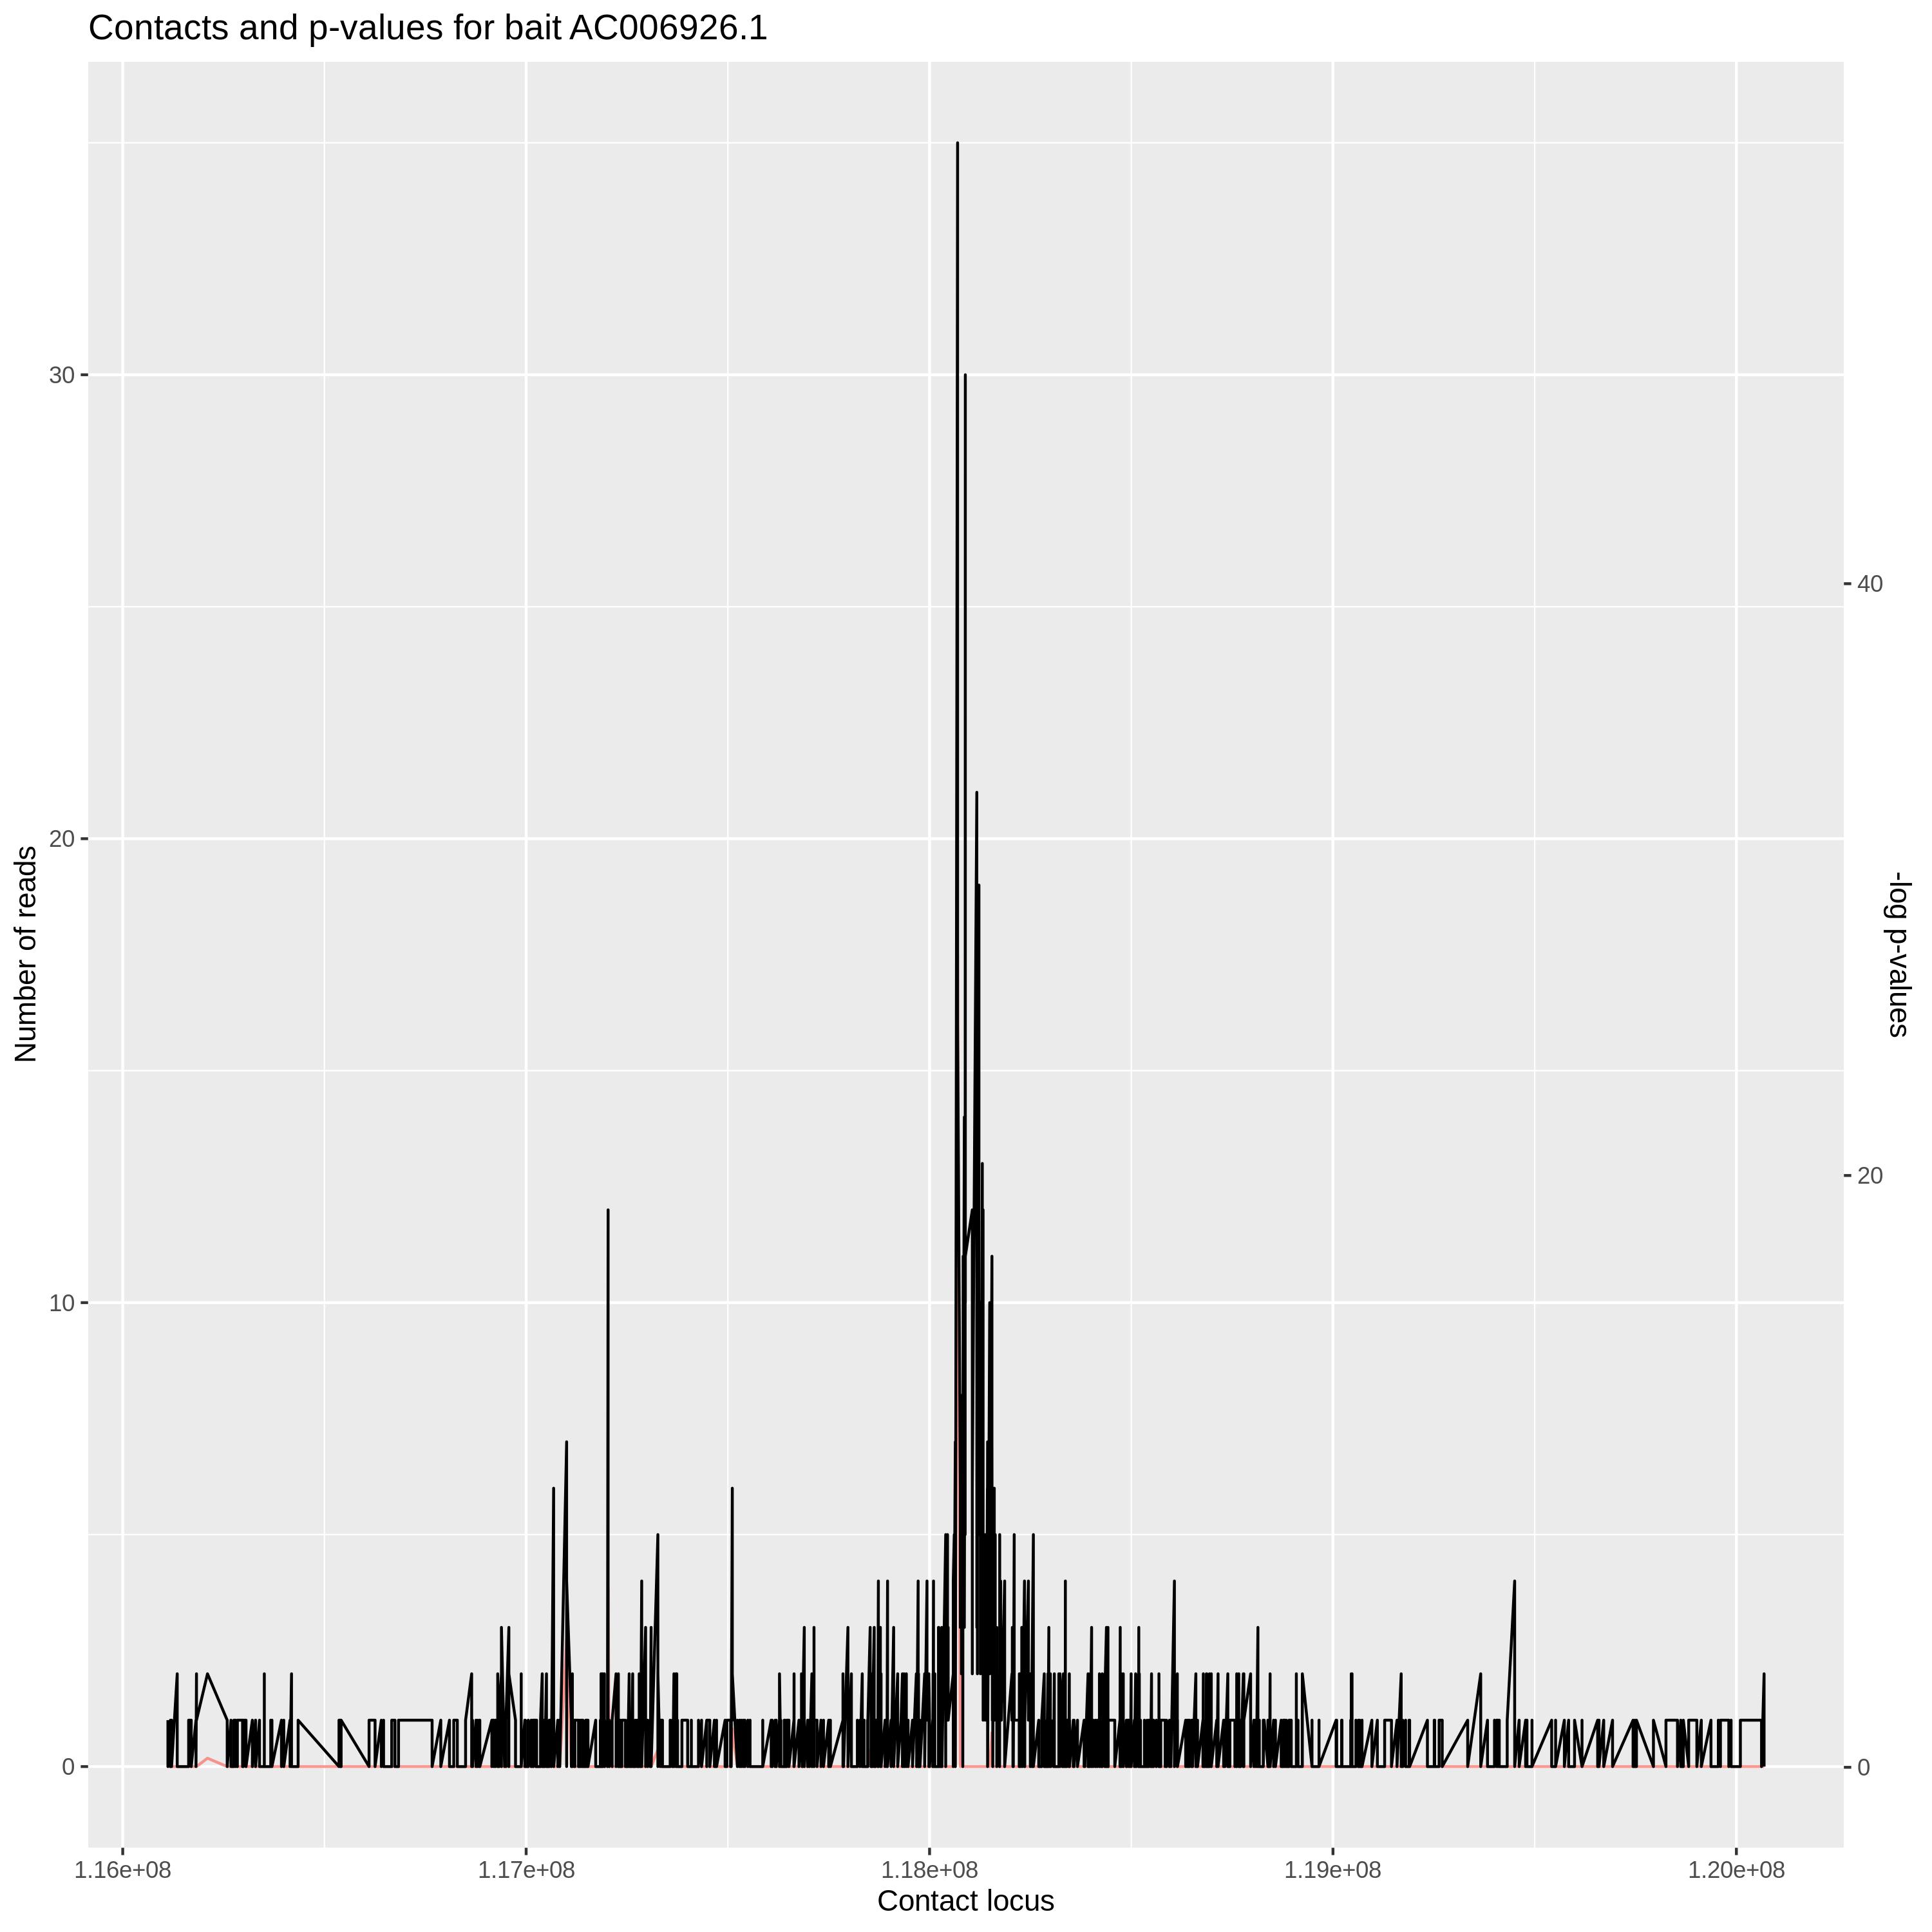 Contacts and p-values for bait AC006926.1
30
20
10
0
Number of reads
40
20
0
-log p-values
1.16e+08
1.17e+08
1.18e+08
1.19e+08
1.20e+08
Contact locus